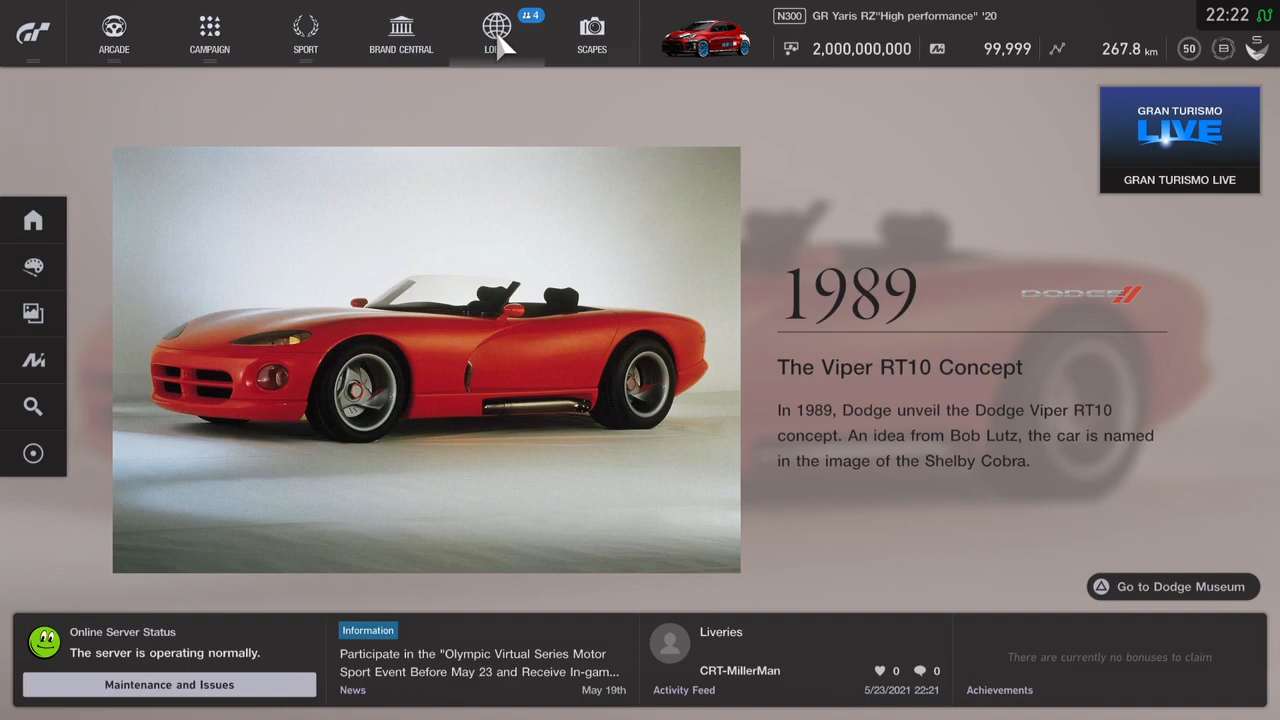 GT
ARCADE
CAMPAIGN
SPORT
BRAND CENTRAL
4
SCAPES
N300 GR Yaris RZ"High performance" '20
2,000,000,000
99,999
267.8 km
50
B
S
22:22
GRAN TURISMO
LIVE
GRAN TURISMO LIVE
1989
DODGE
The Viper RT10 Concept
In 1989, Dodge unveil the Dodge Viper RT10
concept. An idea from Bob Lutz, the car is named
in the image of the Shelby Cobra.
Go to Dodge Museum
Online Server Status
The server is operating normally.
Maintenance and Issues
Information
Participate in the "Olympic Virtual Series Motor
Sport Event Before May 23 and Receive In-gam...
News
May 19th
Liveries
CRT-MillerMan
0 0
Activity Feed
5/23/2021 22:21
There are currently no bonuses to claim
Achievements